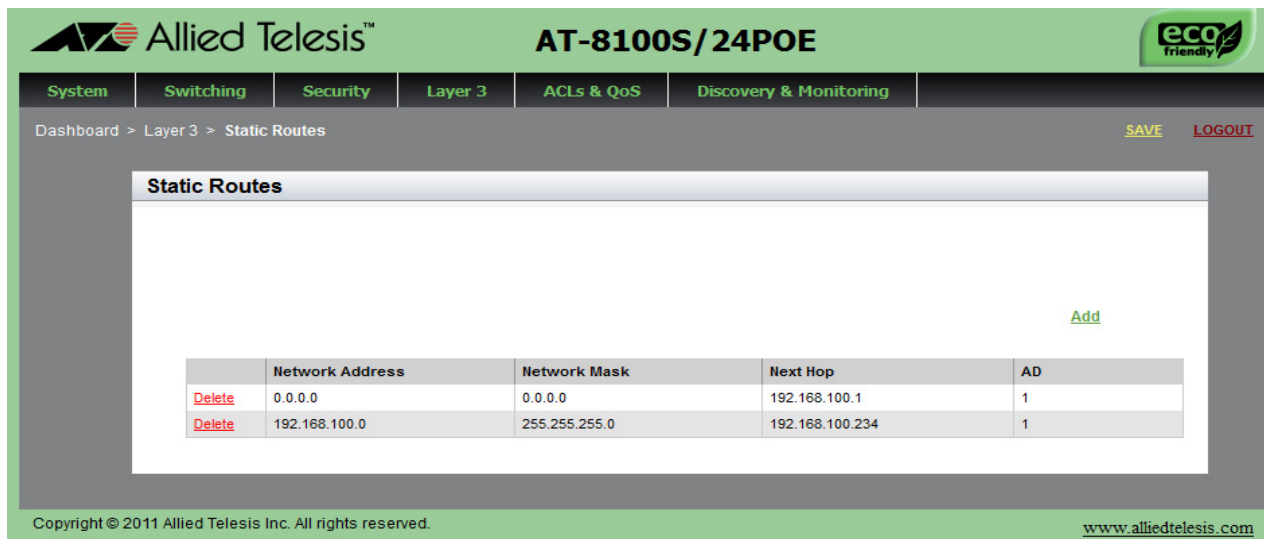 Allied Telesis™ AT-8100S/24POE eco friendly
System Switching Security Layer 3 ACLs & QoS Discovery & Monitoring
Dashboard > Layer 3 > Static Routes SAVE LOGOUT
Static Routes
Add
Network Address Network Mask Next Hop AD
Delete 0.0.0.0 0.0.0.0 192.168.100.1 1
Delete 192.168.100.0 255.255.255.0 192.168.100.234 1
Copyright © 2011 Allied Telesis Inc. All rights reserved. www.alliedtelesis.com